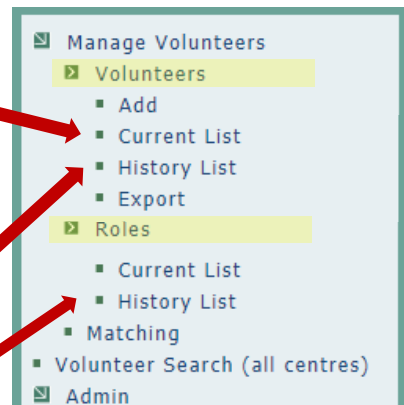 Manage Volunteers
Volunteers
Add
Current List
History List
Export
Roles
Current List
History List
Matching
Volunteer Search (all centres)
Admin